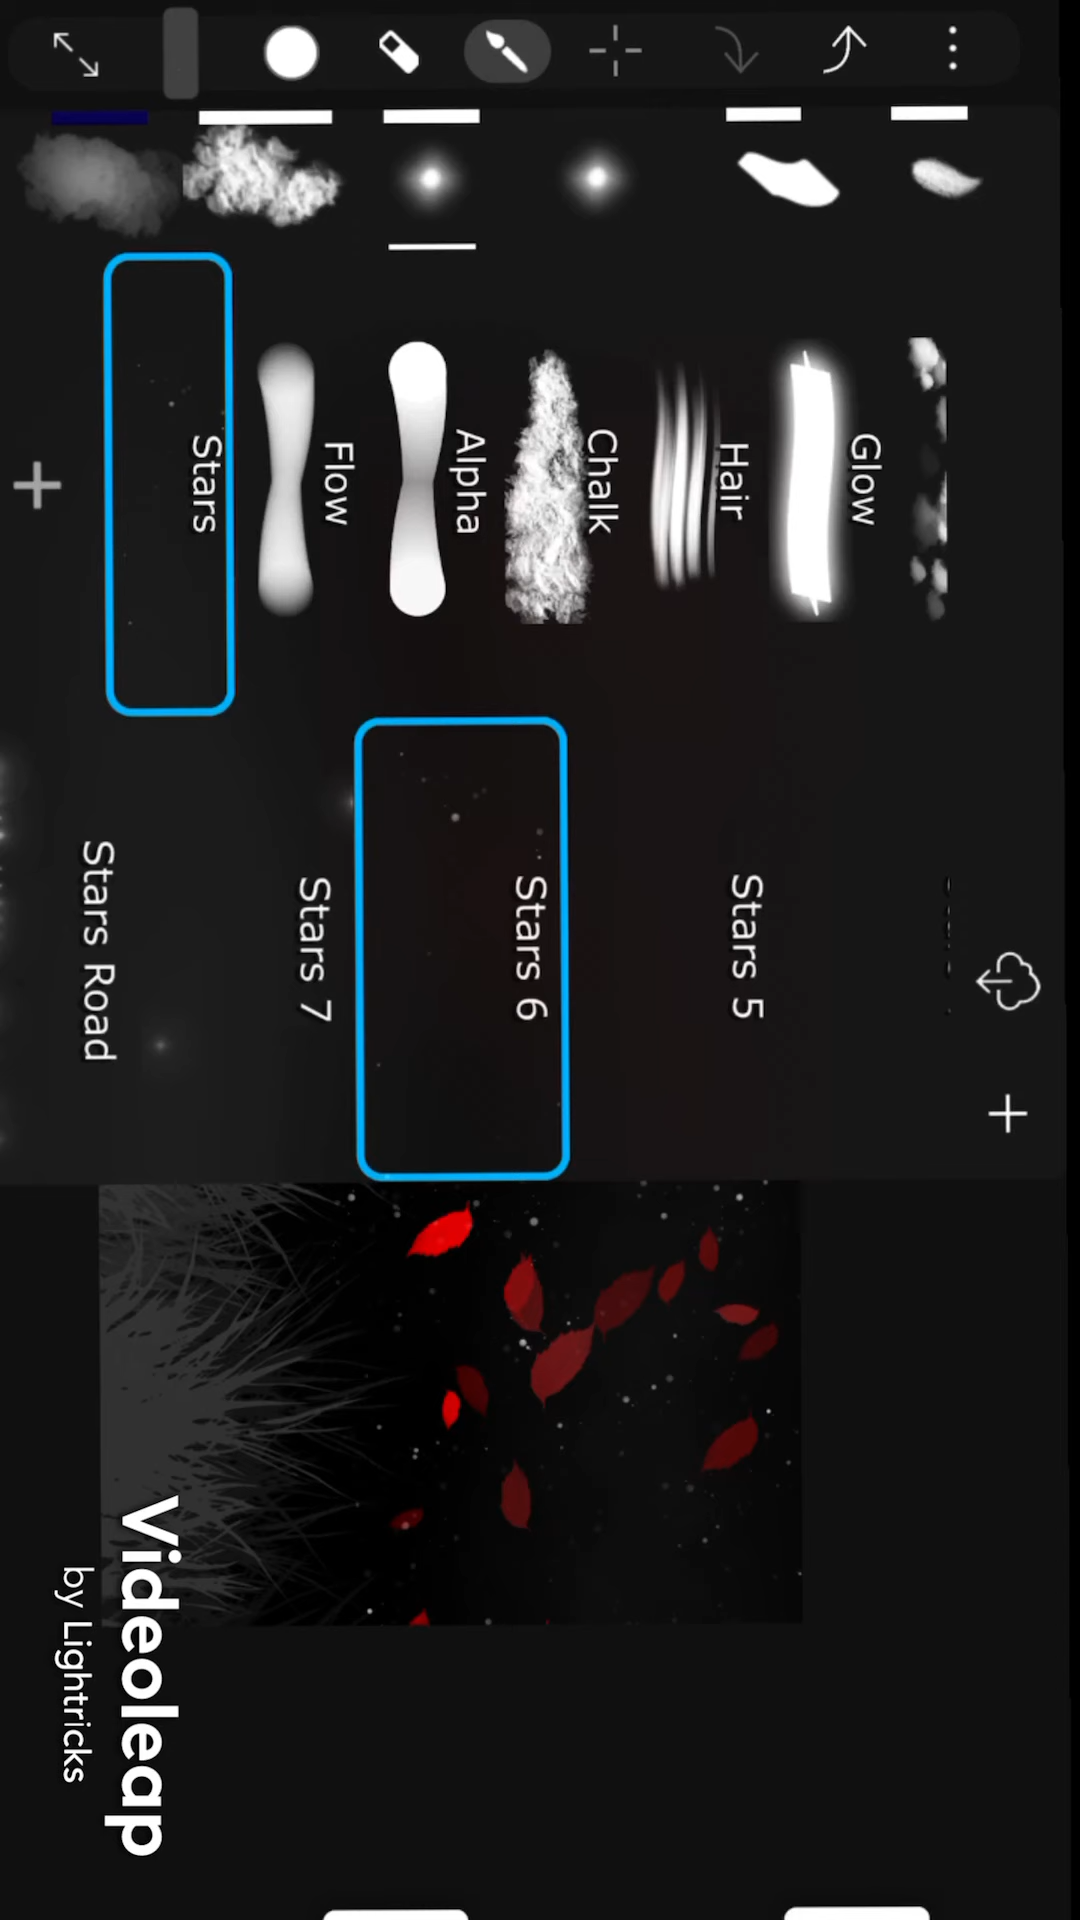 Glow
Hair
Chalk
Alpha
Flow
Stars
Stars 5
Stars 6
Stars 7
Stars Road
Videoleap
by Lightricks